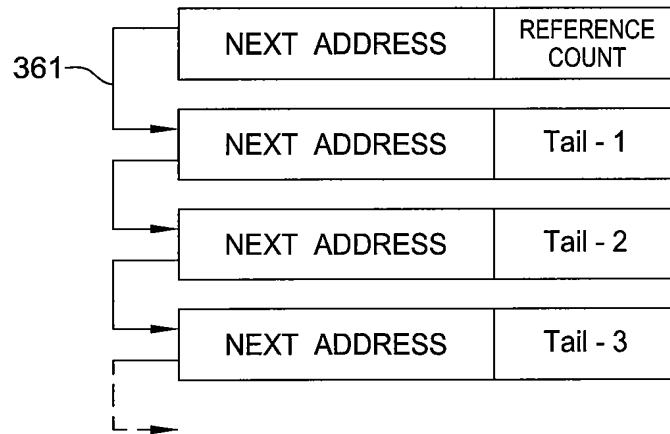 NEXT ADDRESS REFERENCE COUNT
361
NEXT ADDRESS Tail - 1
NEXT ADDRESS Tail - 2
NEXT ADDRESS Tail - 3